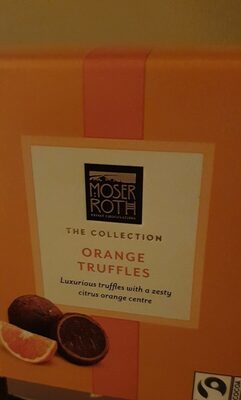 MOSER
ROTH
THE COLLECTION
ORANGE
TRUFFLES
Luxurious truffles with a zesty
citrus orange centre